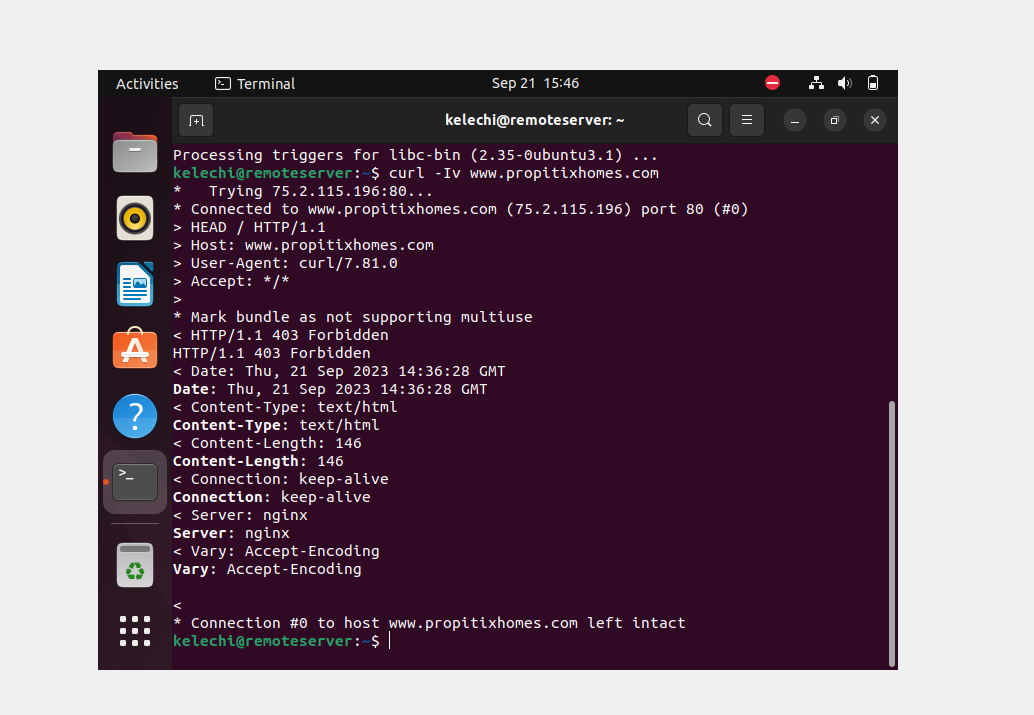 Activities Terminal Sep 21 15:46
kelechi@remoteserver: ~
Processing triggers for libc-bin (2.35-0ubuntu3.1) ...
kelechi@remoteserver:~$ curl -Iv www.propitixhomes.com
*   Trying 75.2.115.196:80...
* Connected to www.propitixhomes.com (75.2.115.196) port 80 (#0)
> HEAD / HTTP/1.1
> Host: www.propitixhomes.com
> User-Agent: curl/7.81.0
> Accept: */*
>
* Mark bundle as not supporting multiuse
< HTTP/1.1 403 Forbidden
HTTP/1.1 403 Forbidden
< Date: Thu, 21 Sep 2023 14:36:28 GMT
Date: Thu, 21 Sep 2023 14:36:28 GMT
< Content-Type: text/html
Content-Type: text/html
< Content-Length: 146
Content-Length: 146
< Connection: keep-alive
Connection: keep-alive
< Server: nginx
Server: nginx
< Vary: Accept-Encoding
Vary: Accept-Encoding
<
* Connection #0 to host www.propitixhomes.com left intact
kelechi@remoteserver:~$